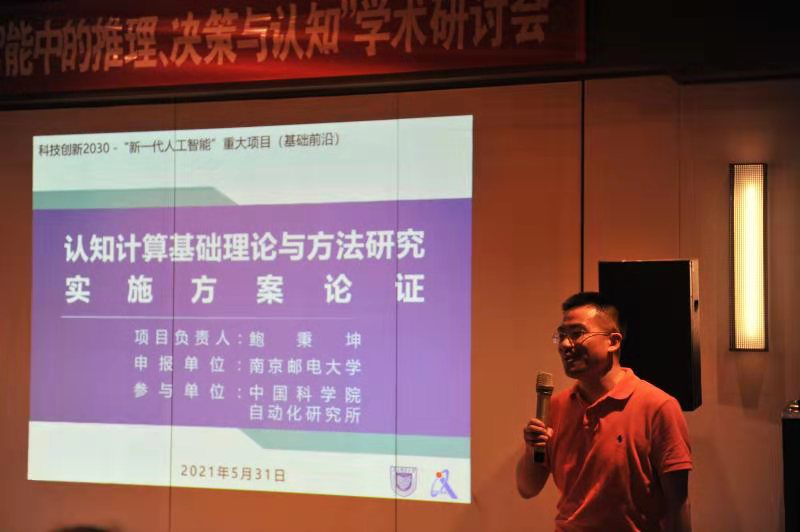 能中的推理、决策与认知”学术研讨会
科技创新2030－“新一代人工智能”重大项目（基础前沿）
认知计算基础理论与方法研究
实施方案论证
项目负责人：鲍秉坤
申报单位：南京邮电大学
参与单位：中国科学院
自动化研究所
2021年5月31日